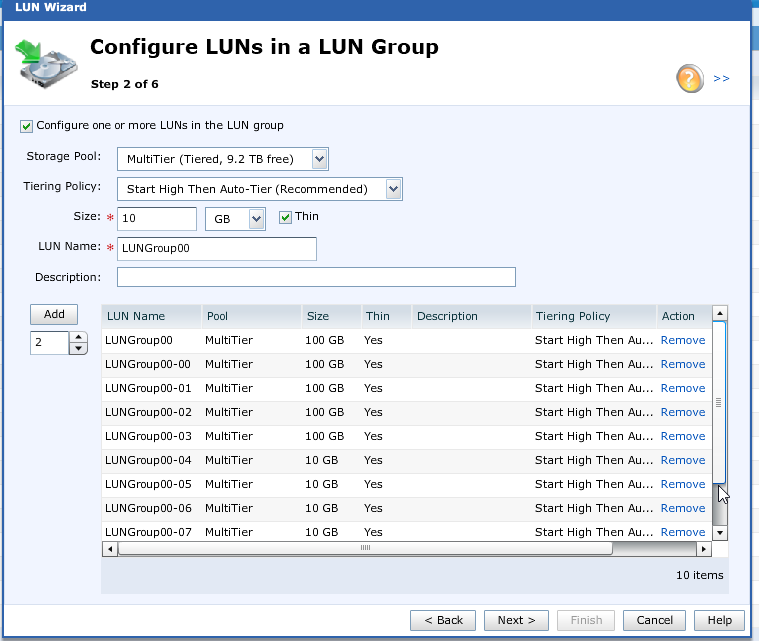 LUN Wizard
Configure LUNs in a LUN Group
Step 2 of 6
? >>
Configure one or more LUNs in the LUN group
Storage Pool: MultiTier (Tiered, 9.2 TB free)
Tiering Policy: Start High Then Auto-Tier (Recommended)
Size: * 10 GB Thin
LUN Name: * LUNGroup00
Description:
Add
2
LUN Name Pool Size Thin Description Tiering Policy Action
LUNGroup00 MultiTier 100 GB Yes Start High Then Au... Remove
LUNGroup00-00 MultiTier 100 GB Yes Start High Then Au... Remove
LUNGroup00-01 MultiTier 100 GB Yes Start High Then Au... Remove
LUNGroup00-02 MultiTier 100 GB Yes Start High Then Au... Remove
LUNGroup00-03 MultiTier 100 GB Yes Start High Then Au... Remove
LUNGroup00-04 MultiTier 10 GB Yes Start High Then Au... Remove
LUNGroup00-05 MultiTier 10 GB Yes Start High Then Au... Remove
LUNGroup00-06 MultiTier 10 GB Yes Start High Then Au... Remove
LUNGroup00-07 MultiTier 10 GB Yes Start High Then Au... Remove
10 items
< Back Next > Finish Cancel Help